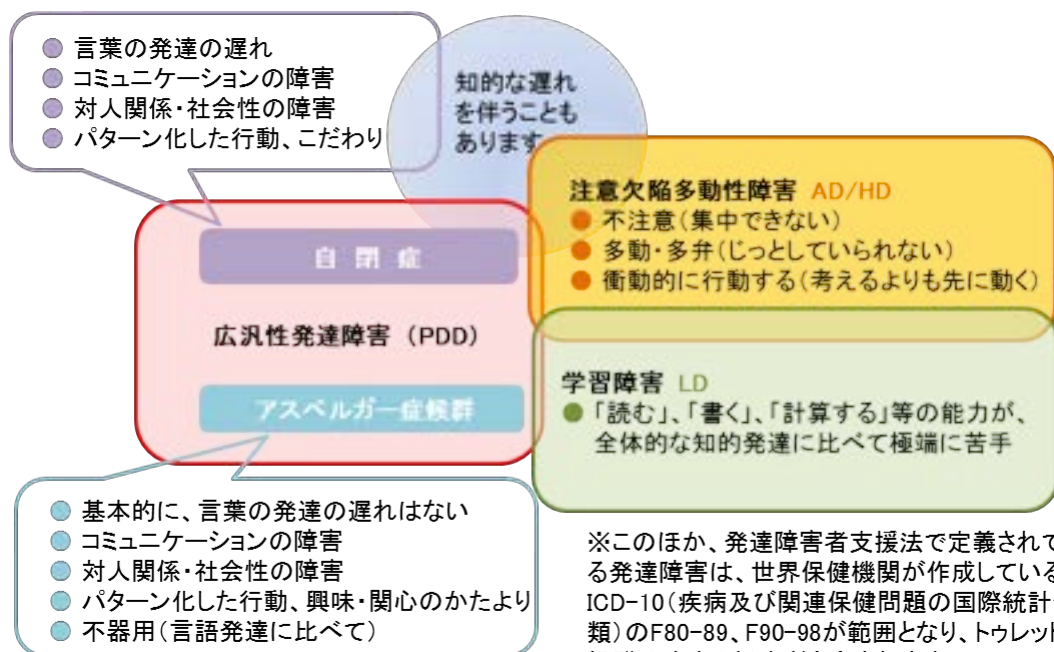 ● 言葉の発達の遅れ
● コミュニケーションの障害
● 対人関係・社会性の障害
● パターン化した行動、こだわり
知的な遅れ
を伴うことも
あります
注意欠陥多動性障害 AD/HD
● 不注意(集中できない)
● 多動・多弁(じっとしていられない)
● 衝動的に行動する(考えるよりも先に動く)
自閉症
広汎性発達障害 (PDD)
アスペルガー症候群
学習障害 LD
● 「読む」、「書く」、「計算する」等の能力が、
全体的な知的発達に比べて極端に苦手
● 基本的に、言葉の発達の遅れはない
● コミュニケーションの障害
● 対人関係・社会性の障害
● パターン化した行動、興味・関心のかたより
● 不器用(言語発達に比べて)
※このほか、発達障害者支援法で定義されて
る発達障害は、世界保健機関が作成している
ICD-10(疾病及び関連保健問題の国際統計
類)のF80-89、F90-98が範囲となり、トゥレット